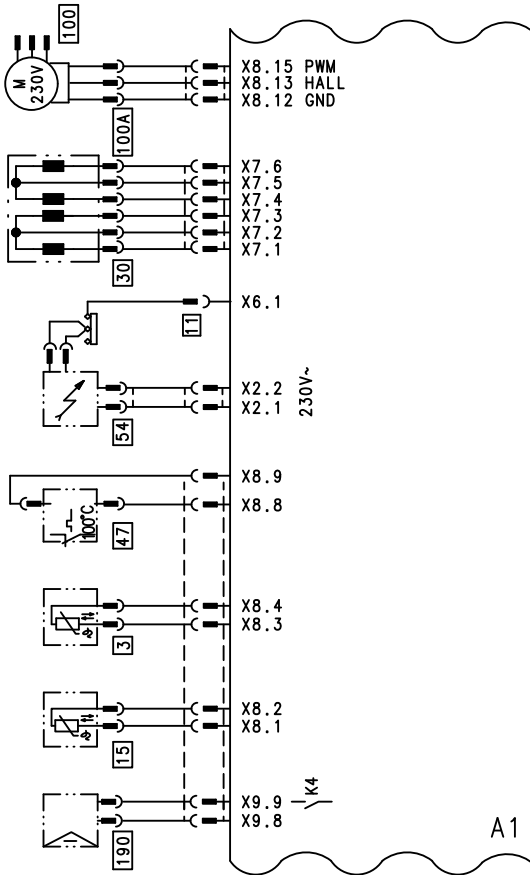 100
M
230V
X8.15 PWM
X8.13 HALL
X8.12 GND
100A
X7.6
X7.5
X7.4
X7.3
X7.2
X7.1
30
X6.1
11
X2.2
X2.1
230V~
54
X8.9
X8.8
100°C
47
X8.4
X8.3
3
X8.2
X8.1
15
X9.9
K4
X9.8
190
A1